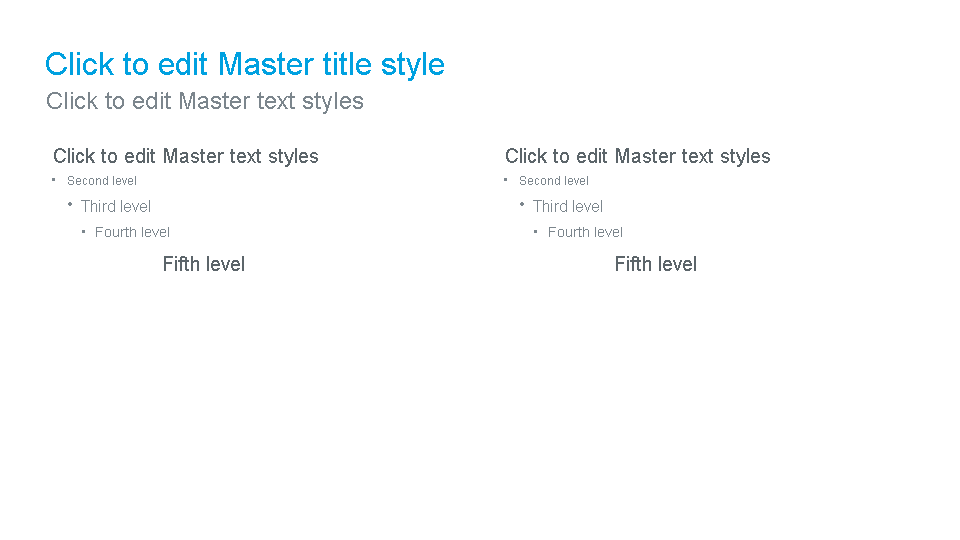 Click to edit Master title style
Click to edit Master text styles
Click to edit Master text styles
• Second level
• Third level
• Fourth level
Fifth level
Click to edit Master text styles
• Second level
• Third level
• Fourth level
Fifth level